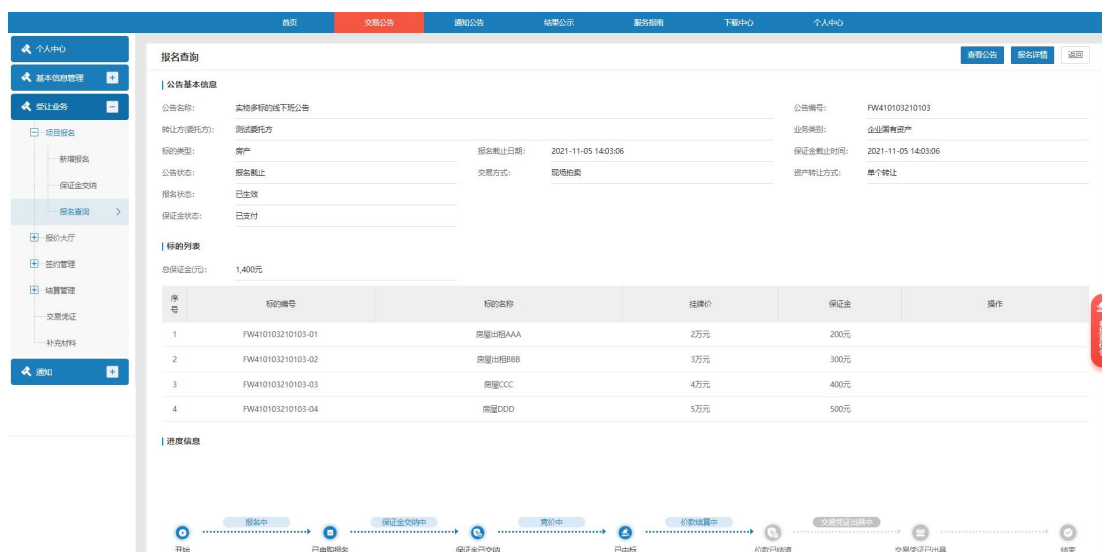 首页 交易公告 通知公告 结果公示 服务指南 下载中心 个人中心
个人中心
基本信息管理
受让业务
项目报名
新增报名
保证金交纳
报名查询
报价大厅
签约管理
结算管理
交易凭证
补充材料
通知
报名查询 查看公告 报名详情 返回
公告基本信息
公告名称: 实物多标的线下班公告 公告编号: FW410103210103
转让方(委托方): 测试委托方 业务类别: 企业国有资产
标的类型: 房产 报名截止日期: 2021-11-05 14:03:06 保证金截止时间: 2021-11-05 14:03:06
公告状态: 报名截止 交易方式: 现场拍卖 资产转让方式: 单个转让
报名状态: 已生效
保证金状态: 已支付
标的列表
总保证金(元): 1,400元
序号 标的编号 标的名称 挂牌价 保证金 操作
1 FW410103210103-01 房屋出租AAA 2万元 200元
2 FW410103210103-02 房屋出租BBB 3万元 300元
3 FW410103210103-03 房屋CCC 4万元 400元
4 FW410103210103-04 房屋DDD 5万元 500元
进度信息
报名中 保证金交纳中 竞价中 价款结算中 交易凭证出具中
开始 已申购报名 保证金已交纳 已中标 价款已结清 交易凭证已出具 结束